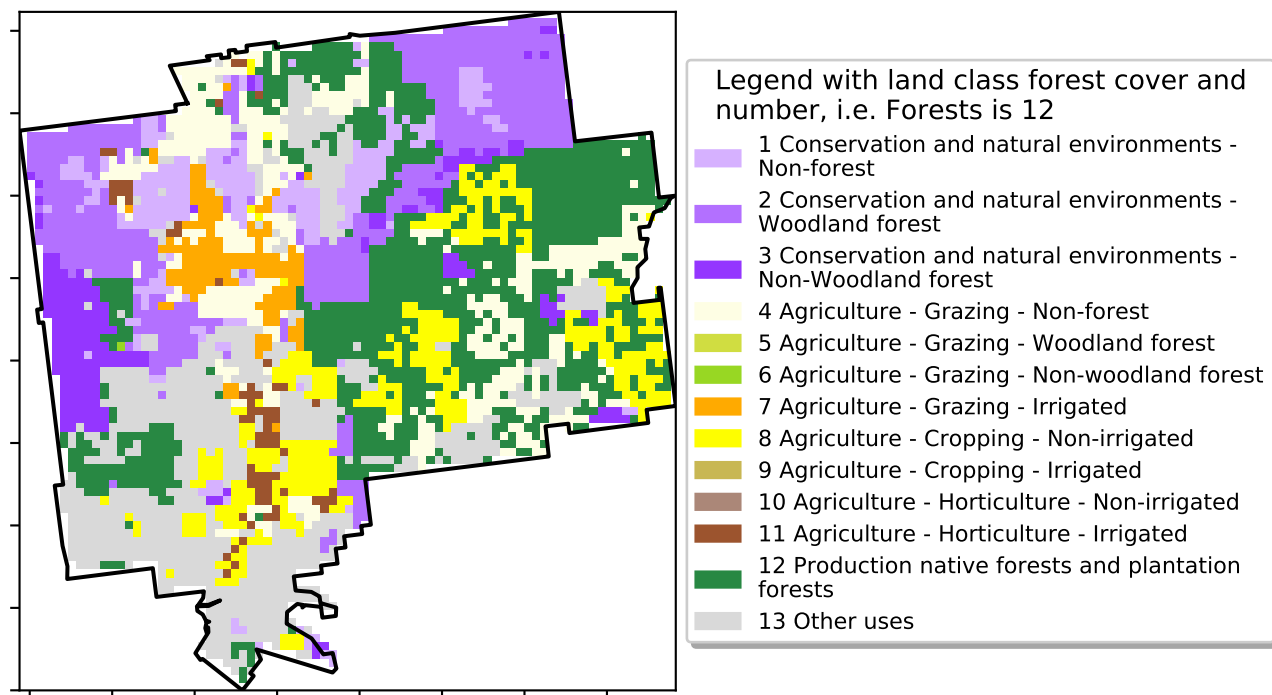 Legend with land class forest cover and
number, i.e. Forests is 12
1 Conservation and natural environments -
Non-forest
2 Conservation and natural environments -
Woodland forest
3 Conservation and natural environments -
Non-Woodland forest
4 Agriculture - Grazing - Non-forest
5 Agriculture - Grazing - Woodland forest
6 Agriculture - Grazing - Non-woodland forest
7 Agriculture - Grazing - Irrigated
8 Agriculture - Cropping - Non-irrigated
9 Agriculture - Cropping - Irrigated
10 Agriculture - Horticulture - Non-irrigated
11 Agriculture - Horticulture - Irrigated
12 Production native forests and plantation
forests
13 Other uses